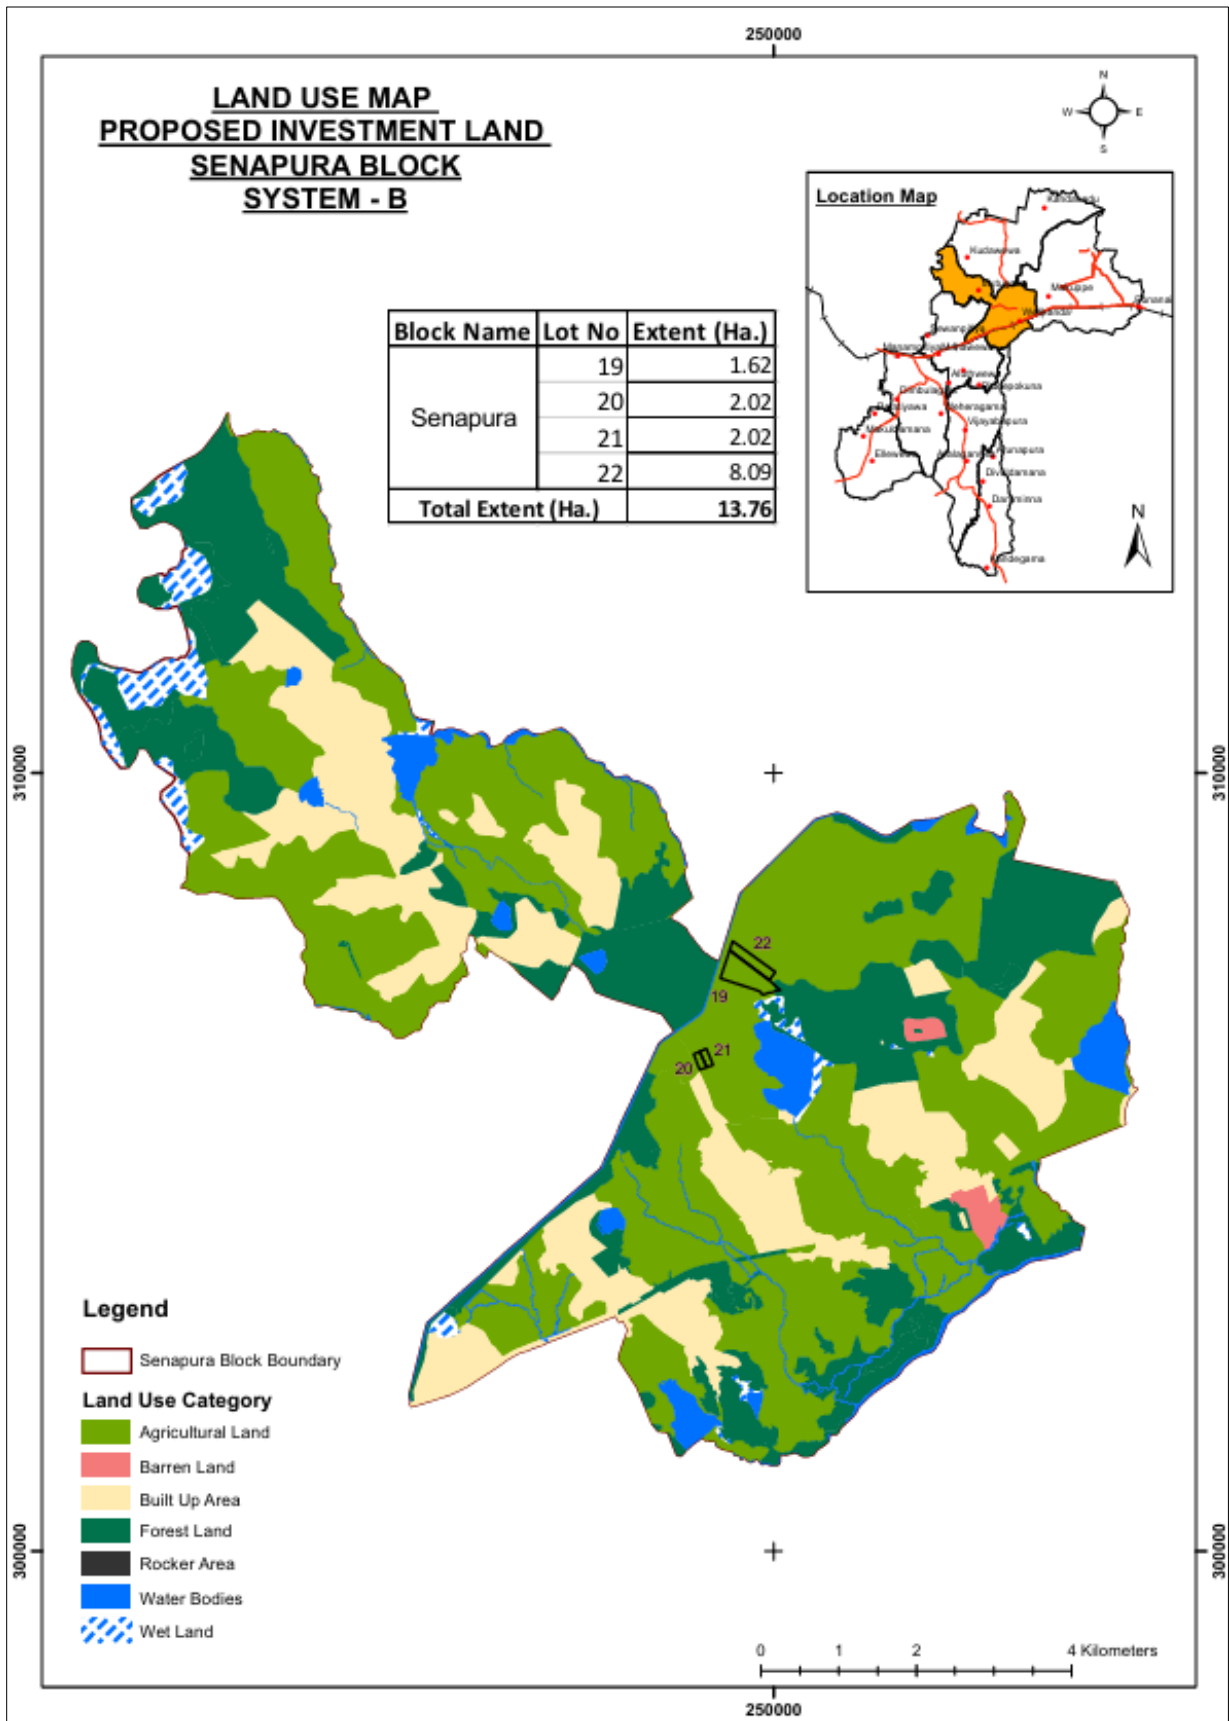 250000
LAND USE MAP
PROPOSED INVESTMENT LAND
SENAPURA BLOCK
SYSTEM - B
N
W E
S
Location Map
Kudawewa
Vijayabapura
Damminna
N
Block Name Lot No Extent (Ha.)
Senapura
19 1.62
20 2.02
21 2.02
22 8.09
Total Extent (Ha.) 13.76
310000
310000
22
19
21
20
Legend
Senapura Block Boundary
Land Use Category
Agricultural Land
Barren Land
Built Up Area
Forest Land
Rocker Area
Water Bodies
Wet Land
300000
300000
0 1 2 4 Kilometers
250000